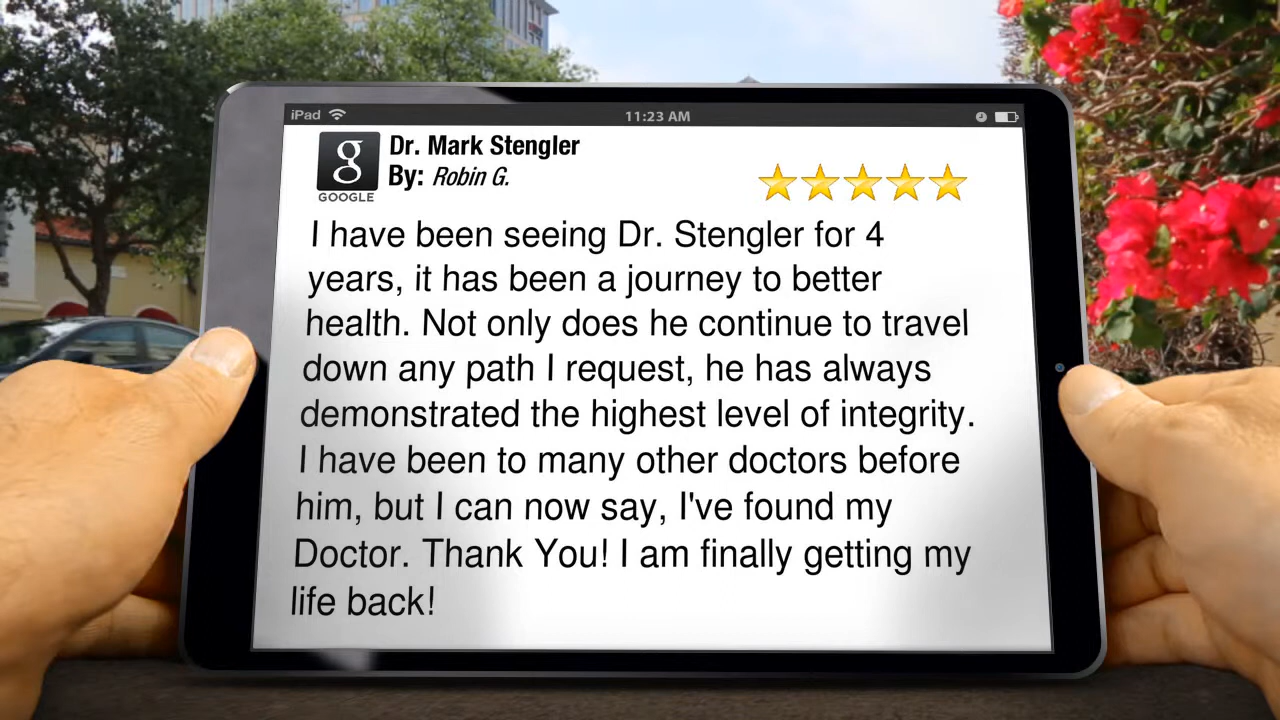 iPad 11:23 AM
g
GOOGLE
Dr. Mark Stengler
By: Robin G.
I have been seeing Dr. Stengler for 4
years, it has been a journey to better
health. Not only does he continue to travel
down any path I request, he has always
demonstrated the highest level of integrity.
I have been to many other doctors before
him, but I can now say, I've found my
Doctor. Thank You! I am finally getting my
life back!